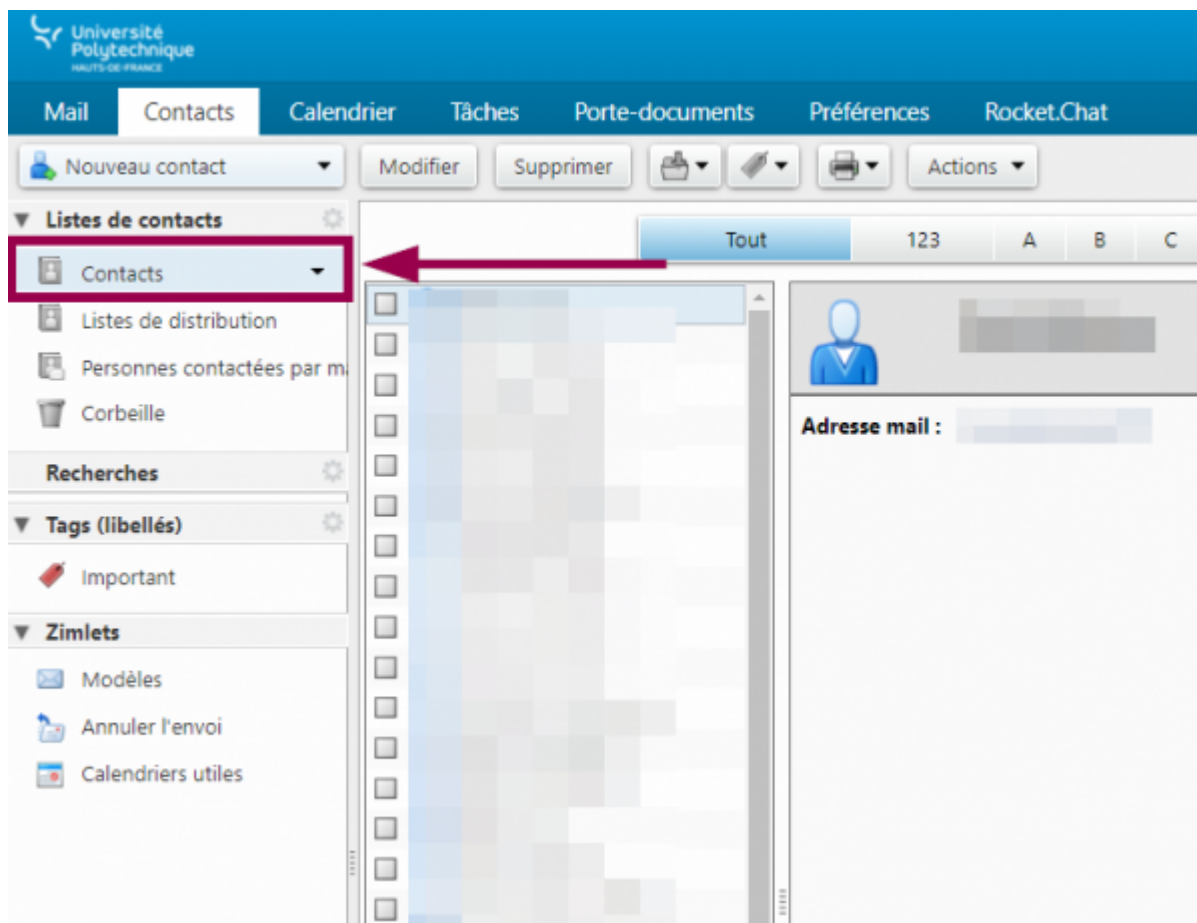 Université
Polytechnique
HAUTS-DE-FRANCE
Mail Contacts Calendrier Tâches Porte-documents Préférences Rocket.Chat
Nouveau contact Modifier Supprimer Actions
Listes de contacts
Tout 123 A B C
Contacts
Listes de distribution
Personnes contactées par ma
Corbeille
Adresse mail :
Recherches
Tags (libellés)
Important
Zimlets
Modèles
Annuler l'envoi
Calendriers utiles